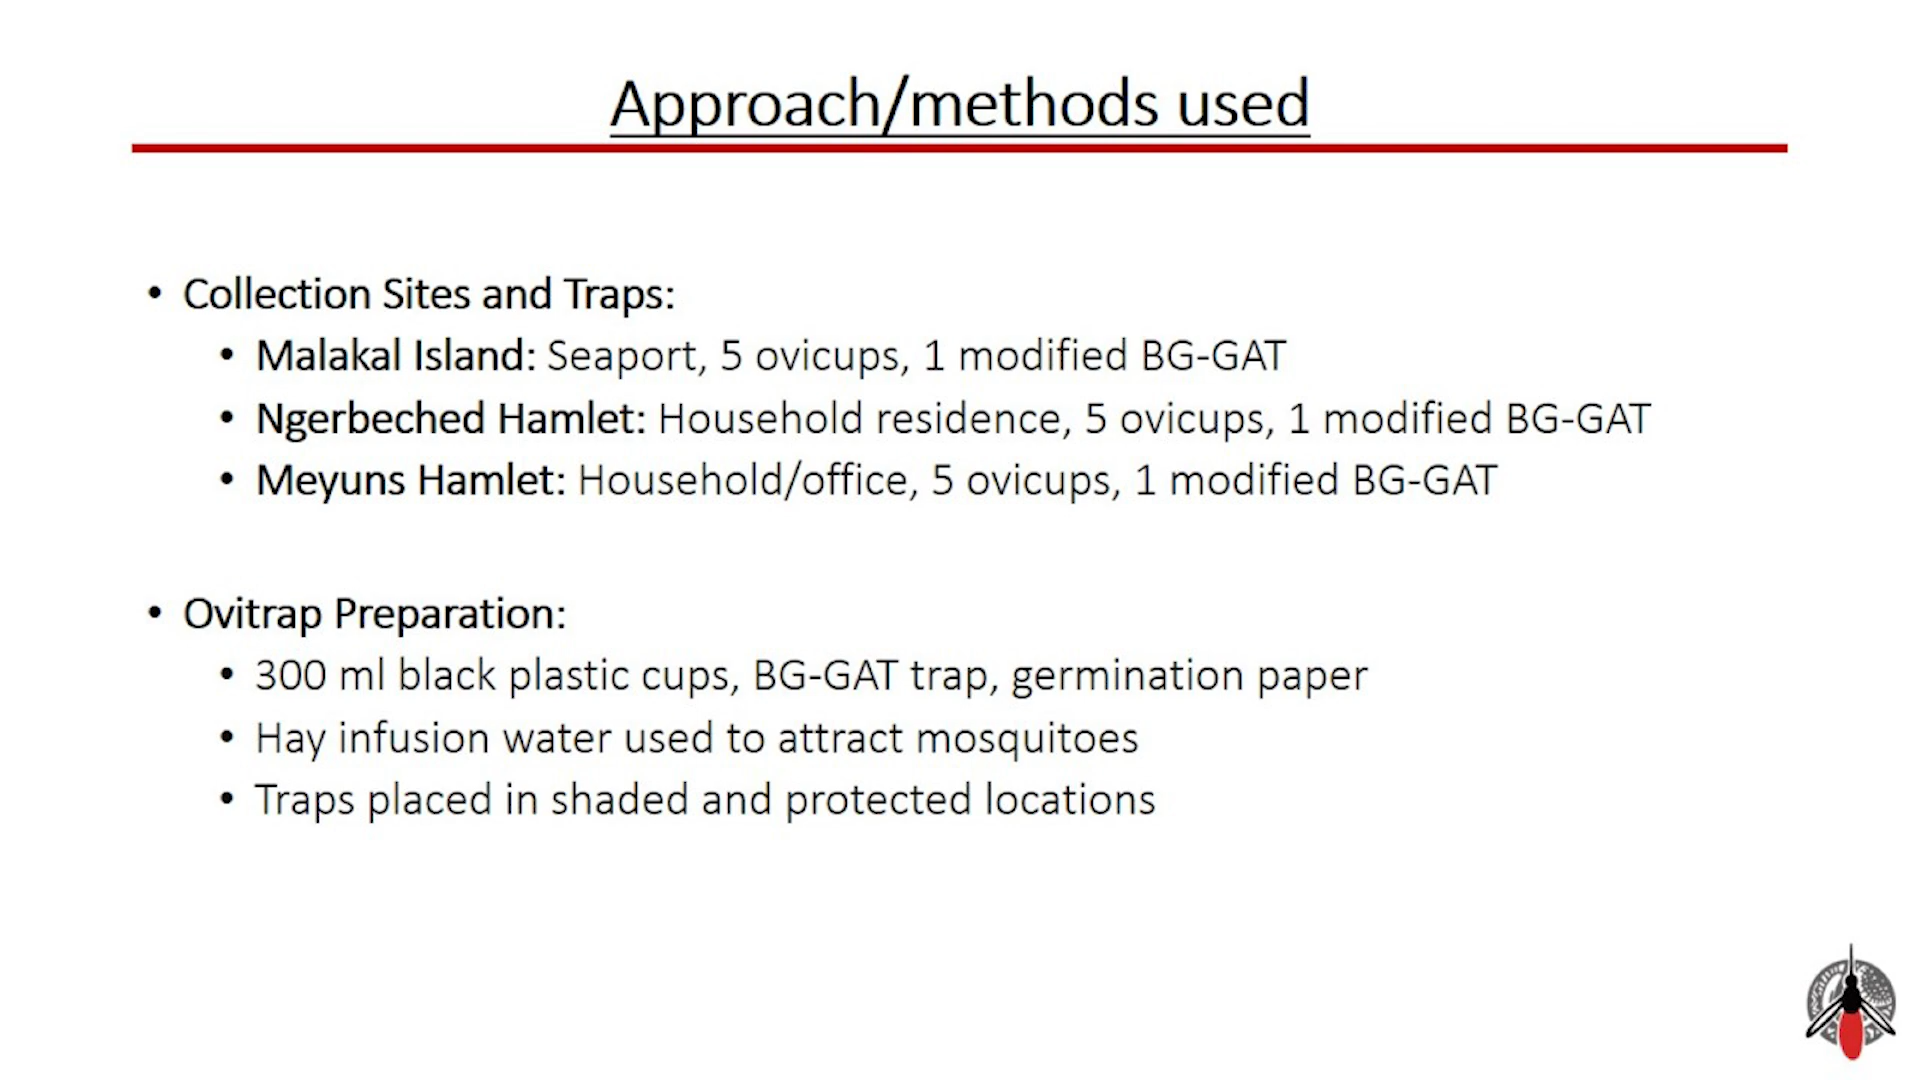 Approach/methods used
• Collection Sites and Traps:
• Malakal Island: Seaport, 5 ovicups, 1 modified BG-GAT
• Ngerbeched Hamlet: Household residence, 5 ovicups, 1 modified BG-GAT
• Meyuns Hamlet: Household/office, 5 ovicups, 1 modified BG-GAT
• Ovitrap Preparation:
• 300 ml black plastic cups, BG-GAT trap, germination paper
• Hay infusion water used to attract mosquitoes
• Traps placed in shaded and protected locations